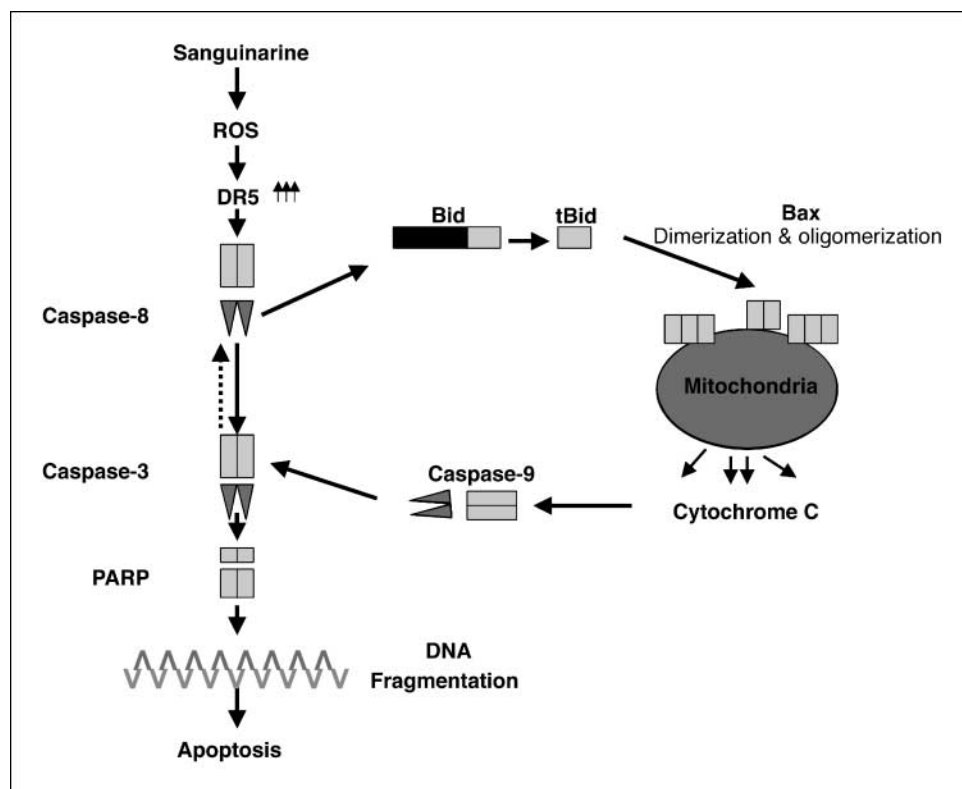 Sanguinarine
ROS
DR5
Bid
tBid
Bax
Dimerization & oligomerization
Caspase-8
Mitochondria
Caspase-3
Caspase-9
Cytochrome C
PARP
DNA
Fragmentation
Apoptosis